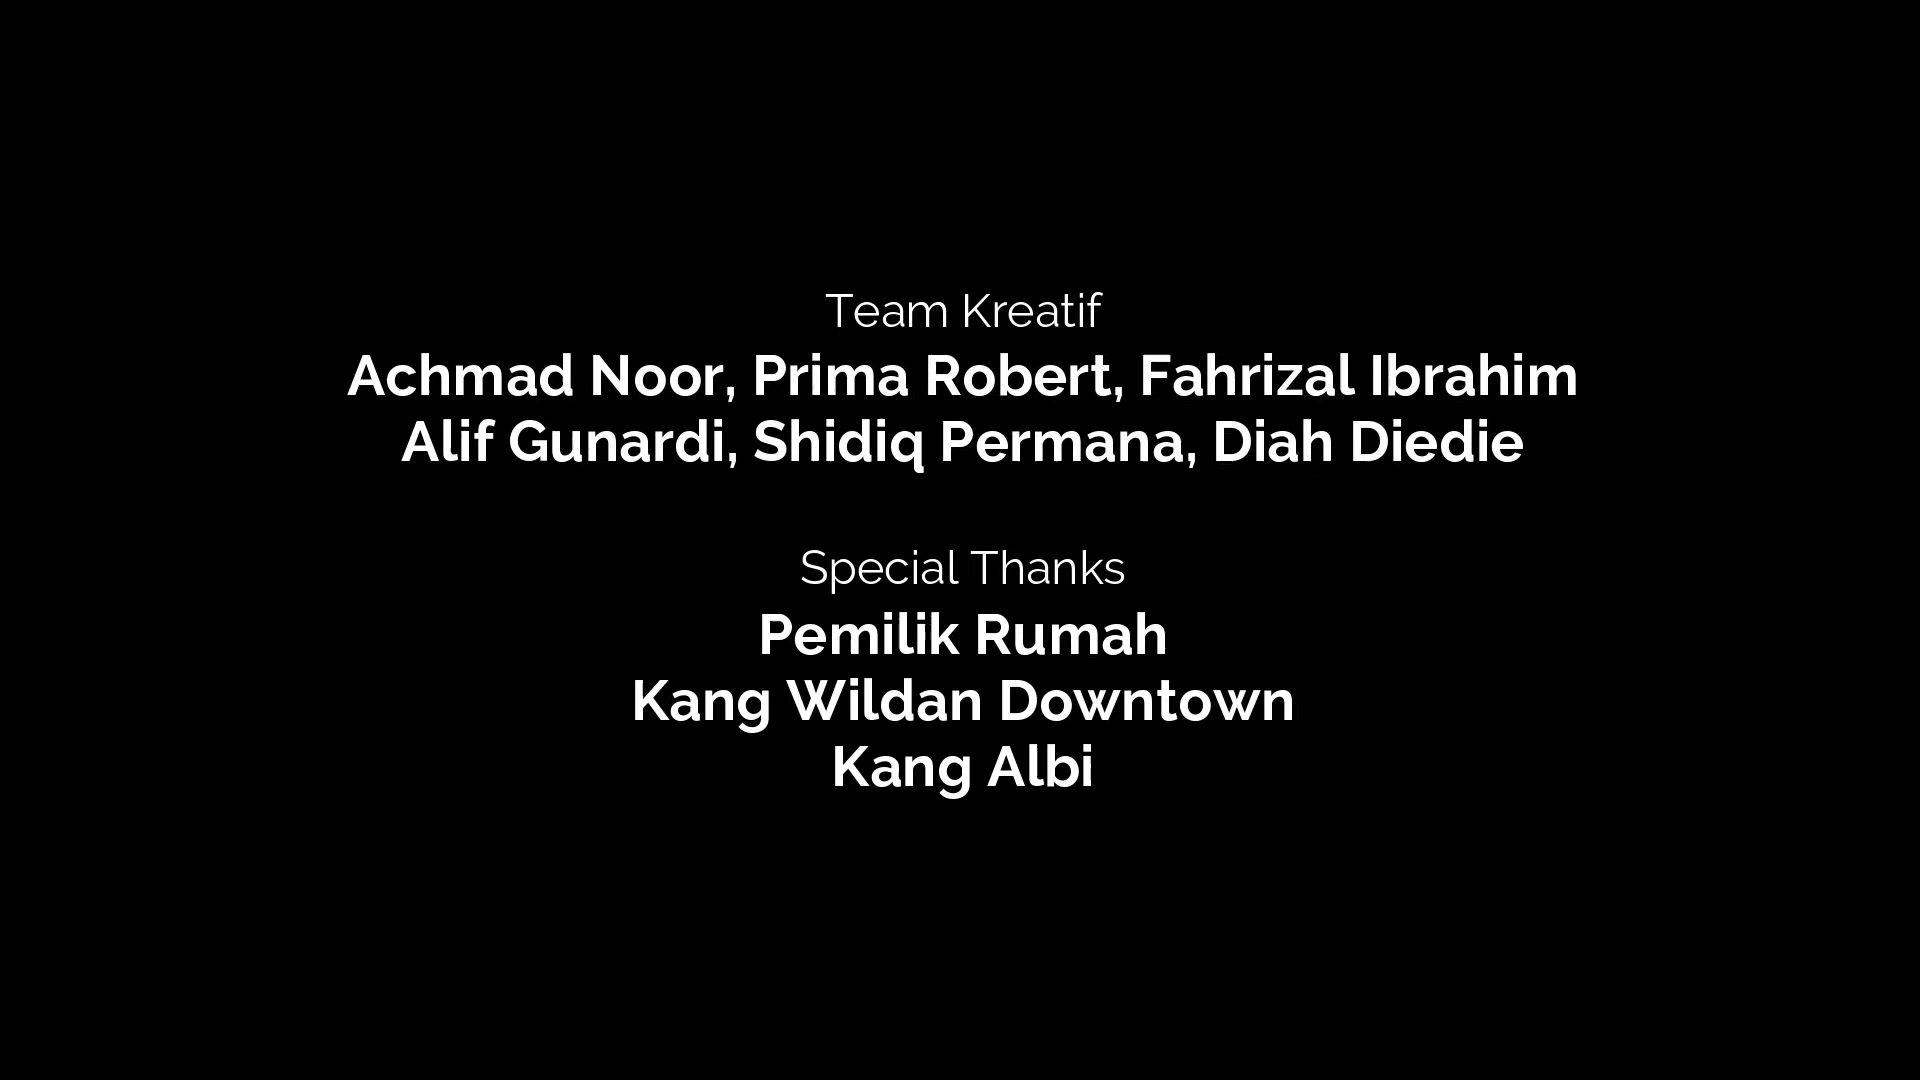 Team Kreatif
Achmad Noor, Prima Robert, Fahrizal Ibrahim
Alif Gunardi, Shidiq Permana, Diah Diedie
Special Thanks
Pemilik Rumah
Kang Wildan Downtown
Kang Albi